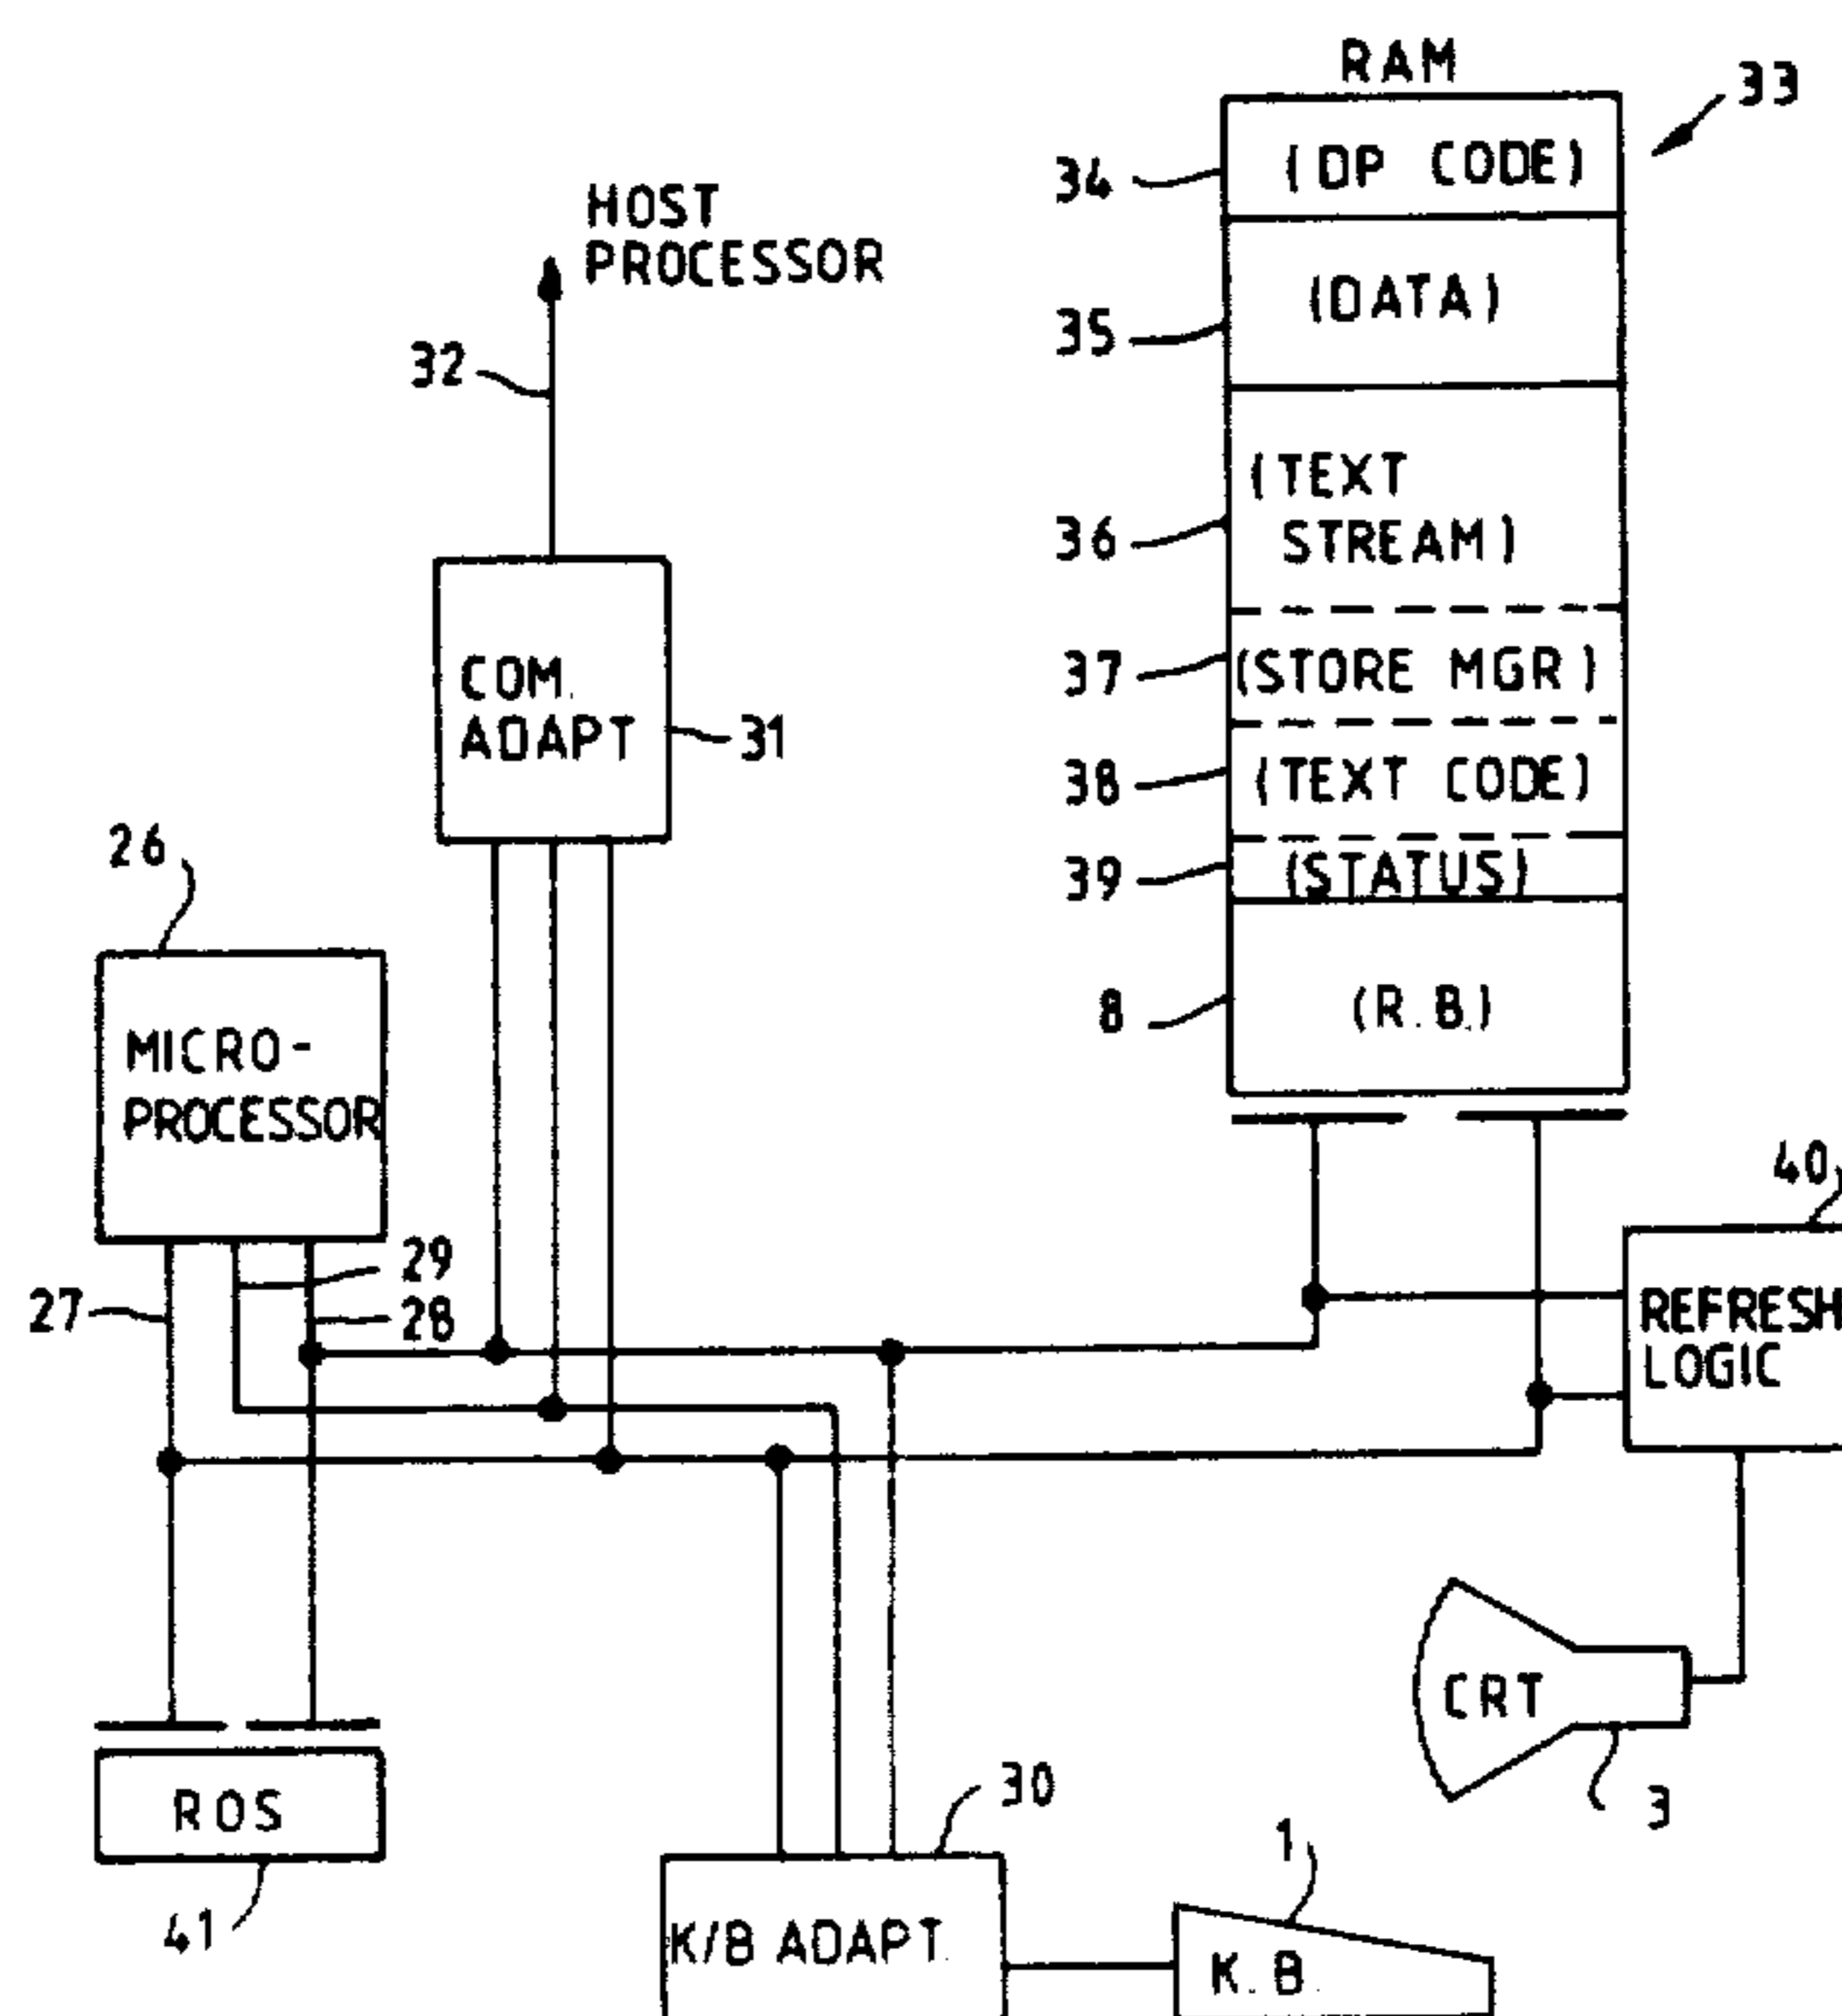 RAM
33
(OP CODE)
34
HOST
PROCESSOR
(DATA)
35
32
(TEXT
STREAM)
36
(STORE MGR)
37
COM.
ADAPT
31
(TEXT CODE)
38
26
(STATUS)
39
(R.B.)
8
MICRO-
PROCESSOR
40
29
27
28
REFRESH
LOGIC
CRT
3
ROS
30
1
41
K/B ADAPT.
K.B.